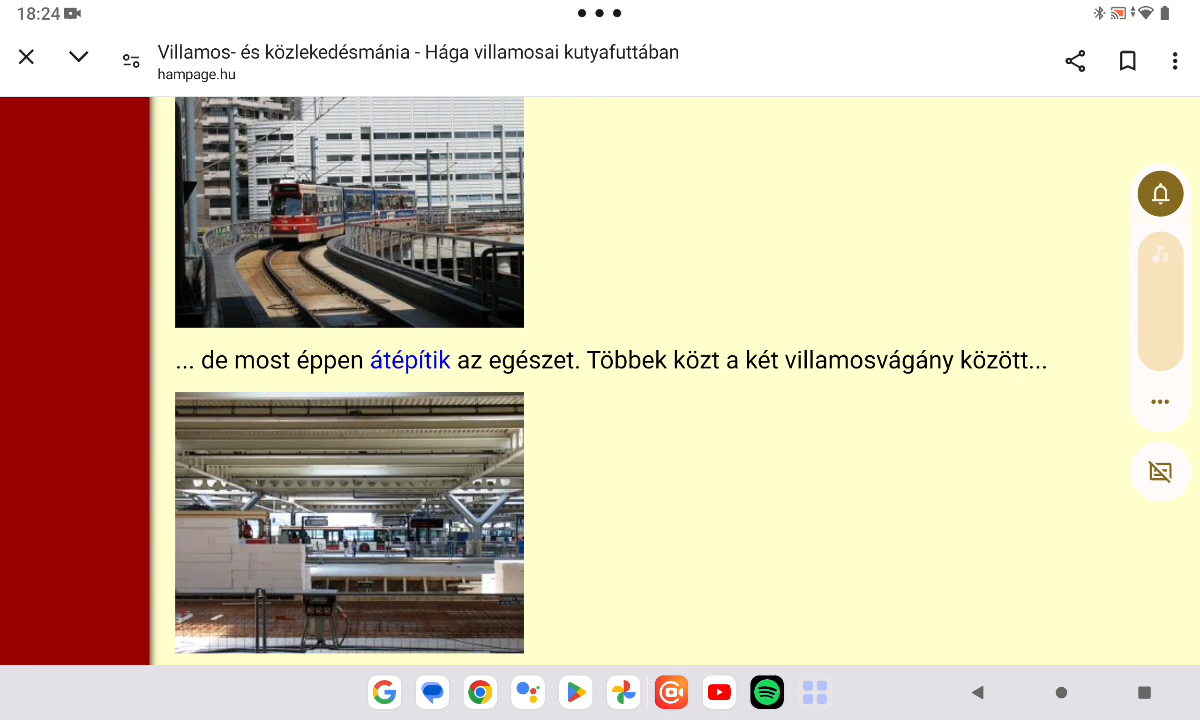 18:24
Villamos- és közlekedésmánia - Hága villamosai kutyafuttában
hampage.hu
... de most éppen átépítik az egészet. Többek közt a két villamosvágány között...